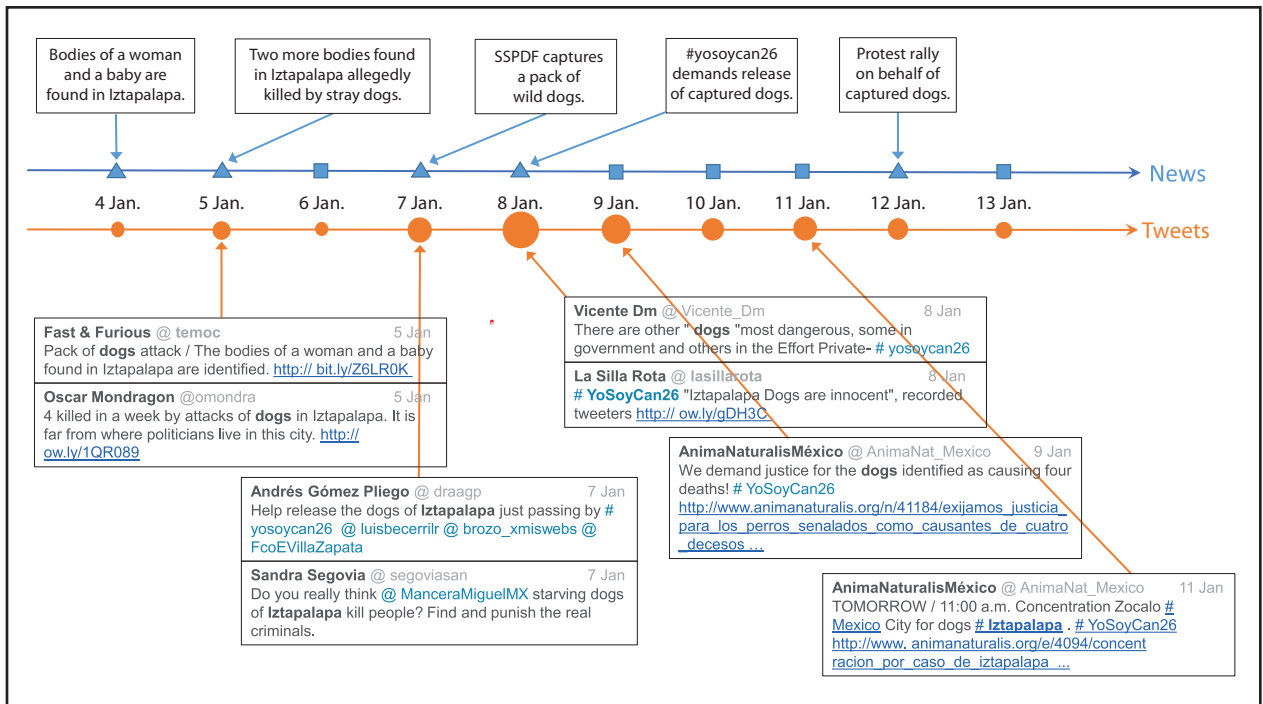 Bodies of a woman
and a baby are
found in Iztapalapa.
Two more bodies found
in Iztapalapa allegedly
killed by stray dogs.
SSPDF captures
a pack of
wild dogs.
#yosoycan26
demands release
of captured dogs.
Protest rally
on behalf of
captured dogs.
News
4 Jan.
5 Jan.
6 Jan.
7 Jan.
8 Jan.
9 Jan.
10 Jan.
11 Jan.
12 Jan.
13 Jan.
Tweets
Fast & Furious @ temoc 5 Jan
Pack of dogs attack / The bodies of a woman and a baby
found in Iztapalapa are identified. http:// bit.ly/Z6LR0K
Oscar Mondragon @omondra 5 Jan
4 killed in a week by attacks of dogs in Iztapalapa. It is
far from where politicians live in this city. http://
ow.ly/1QR089
Andrés Gómez Pliego @ draagp 7 Jan
Help release the dogs of Iztapalapa just passing by #
yosoycan26 @ luisbecerrilr @ brozo_xmiswebs @
FcoEVillaZapata
Sandra Segovia @ segoviasan 7 Jan
Do you really think @ ManceraMiguelMX starving dogs
of Iztapalapa kill people? Find and punish the real
criminals.
Vicente Dm @ Vicente_Dm 8 Jan
There are other " dogs "most dangerous, some in
government and others in the Effort Private- # yosoycan26
La Silla Rota @ lasillarota 8 Jan
# YoSoyCan26 "Iztapalapa Dogs are innocent", recorded
tweeters http:// ow.ly/gDH3C
AnimaNaturalisMéxico @ AnimaNat_Mexico 9 Jan
We demand justice for the dogs identified as causing four
deaths! # YoSoyCan26
http://www.animanaturalis.org/n/41184/exijamos_justicia_
para_los_perros_senalados_como_causantes_de_cuatro
_decesos ...
AnimaNaturalisMéxico @ AnimaNat_Mexico 11 Jan
TOMORROW / 11:00 a.m. Concentration Zocalo #
Mexico City for dogs # Iztapalapa . # YoSoyCan26
http://www. animanaturalis.org/e/4094/concent
racion_por_caso_de_iztapalapa ...